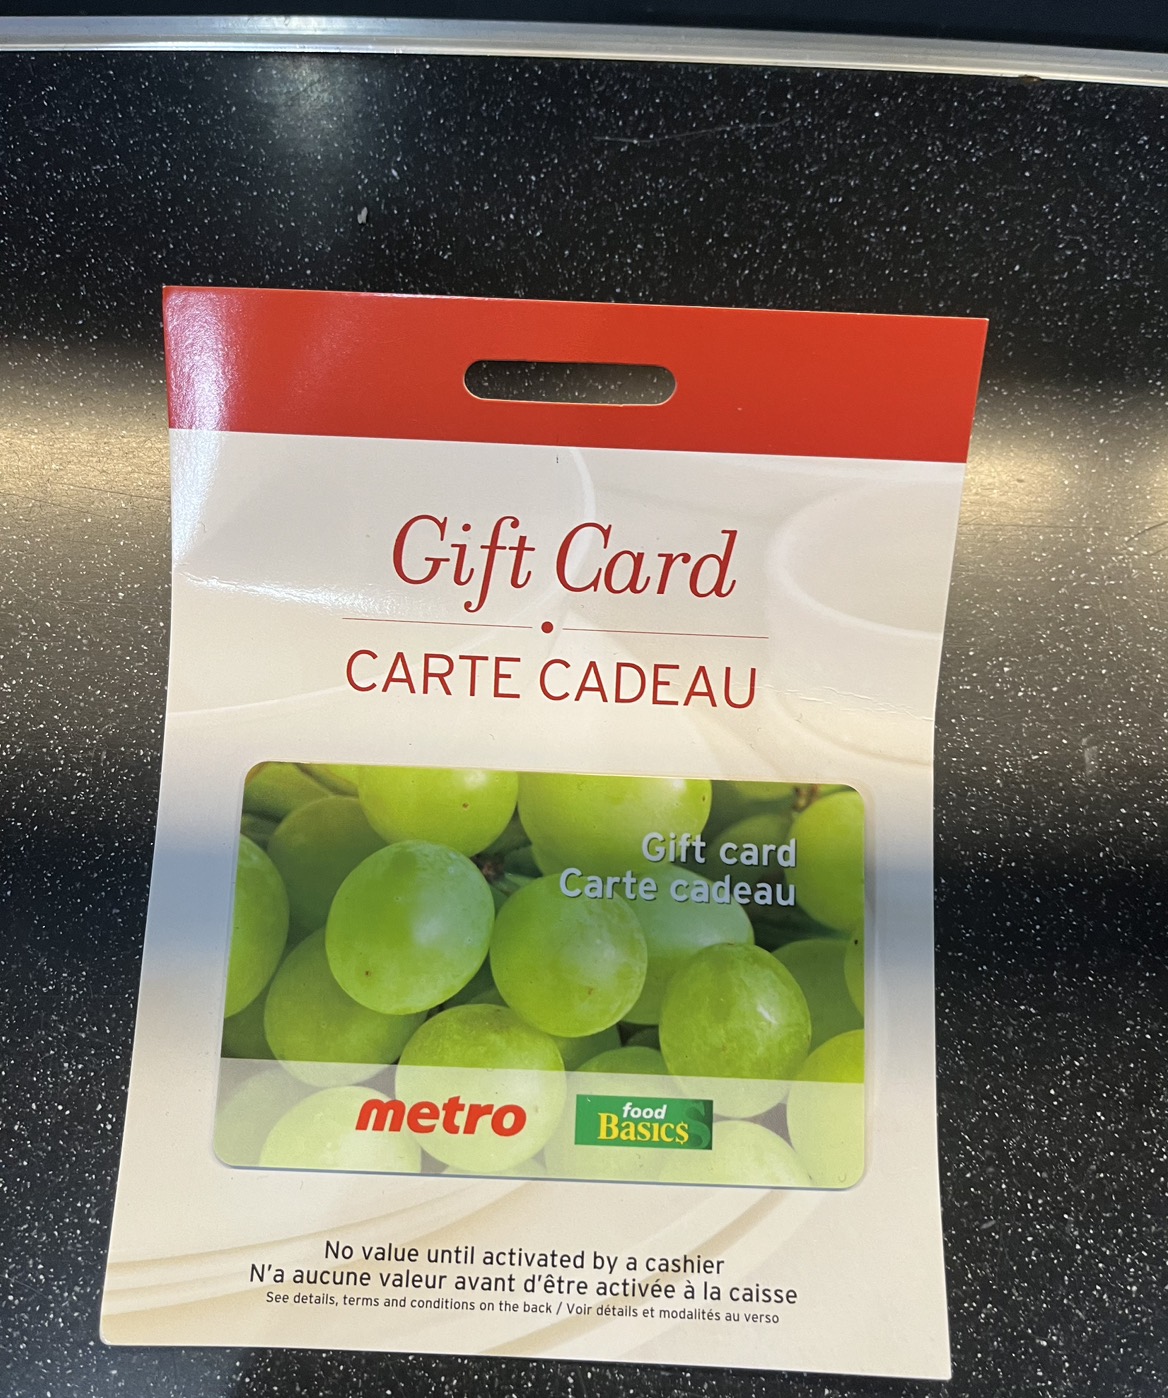 Gift Card
CARTE CADEAU
Gift card
Carte cadeau
metro
food
Basic$
No value until activated by a cashier
N'a aucune valeur avant d'être activée à la caisse
See details, terms and conditions on the back / Voir détails et modalités au verso